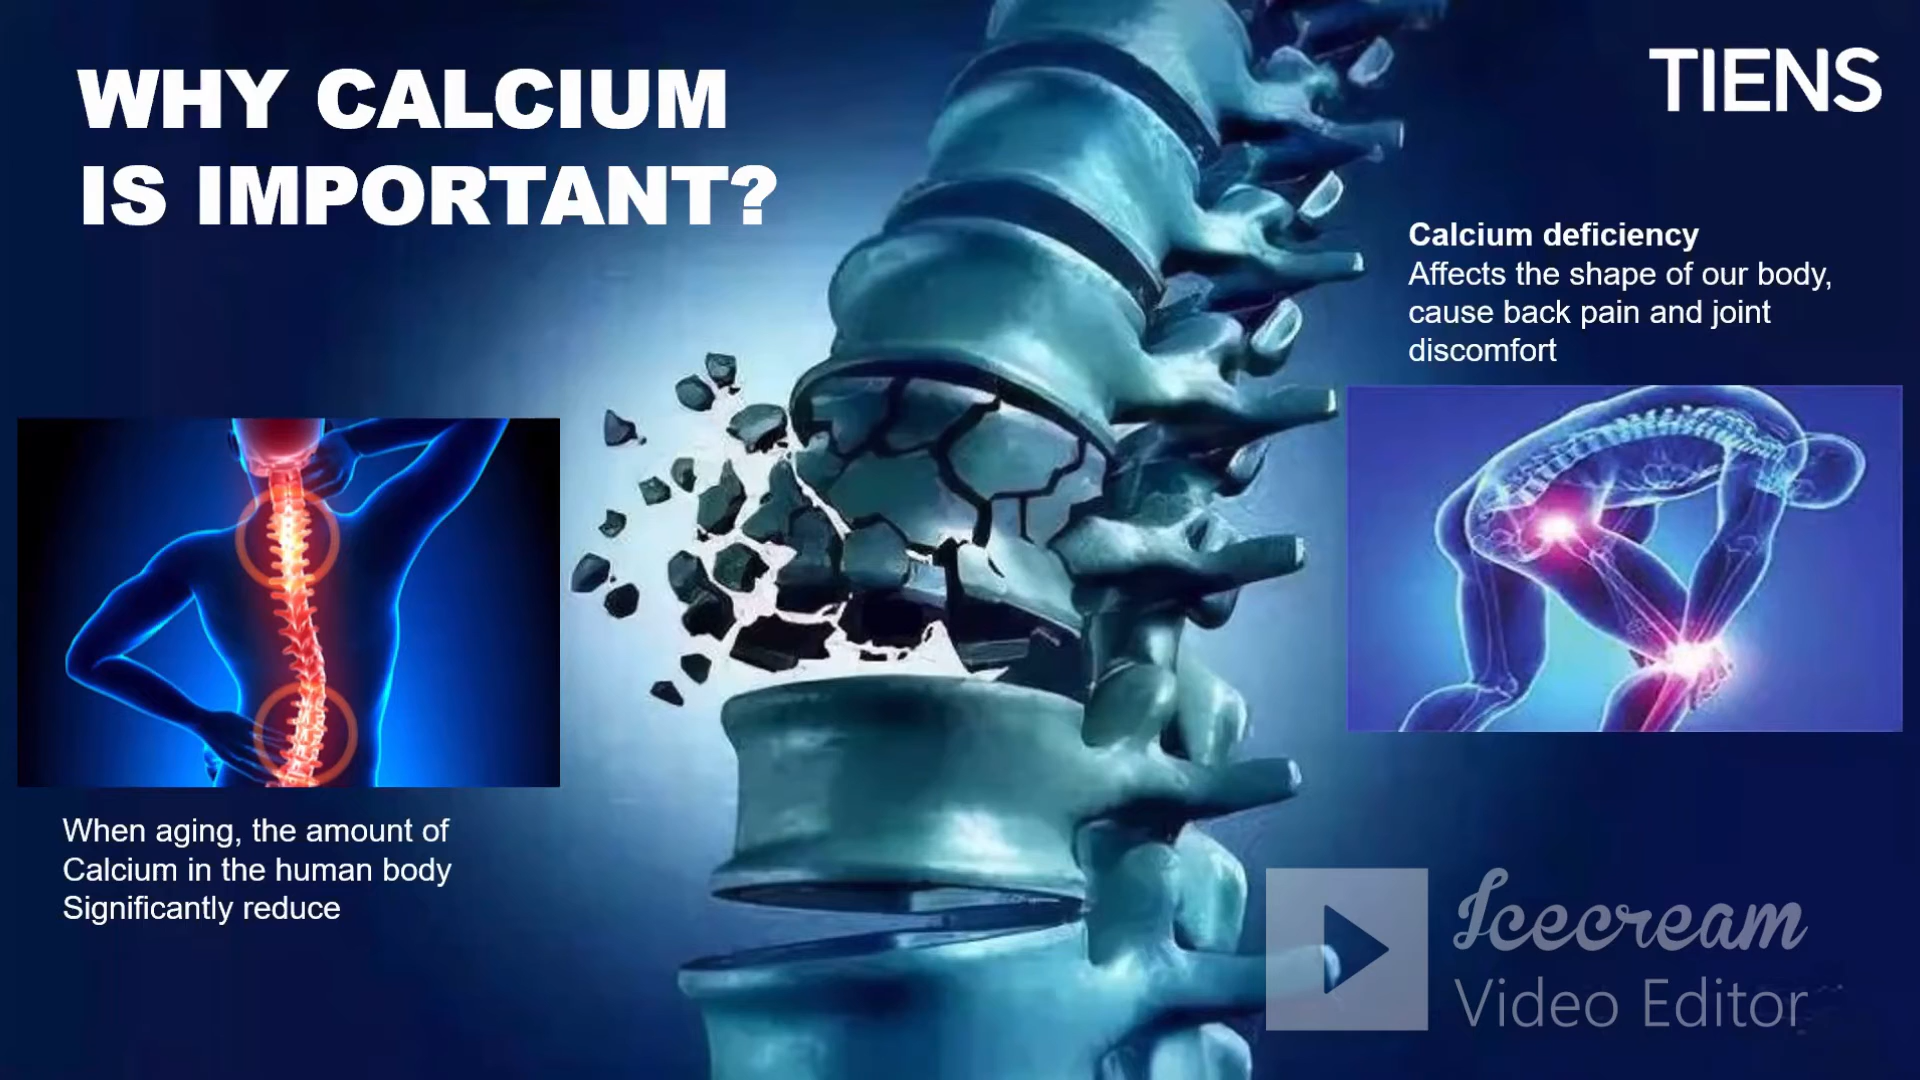 WHY CALCIUM
IS IMPORTANT?
TIENS
Calcium deficiency
Affects the shape of our body,
cause back pain and joint
discomfort
When aging, the amount of
Calcium in the human body
Significantly reduce
Icecream
Video Editor